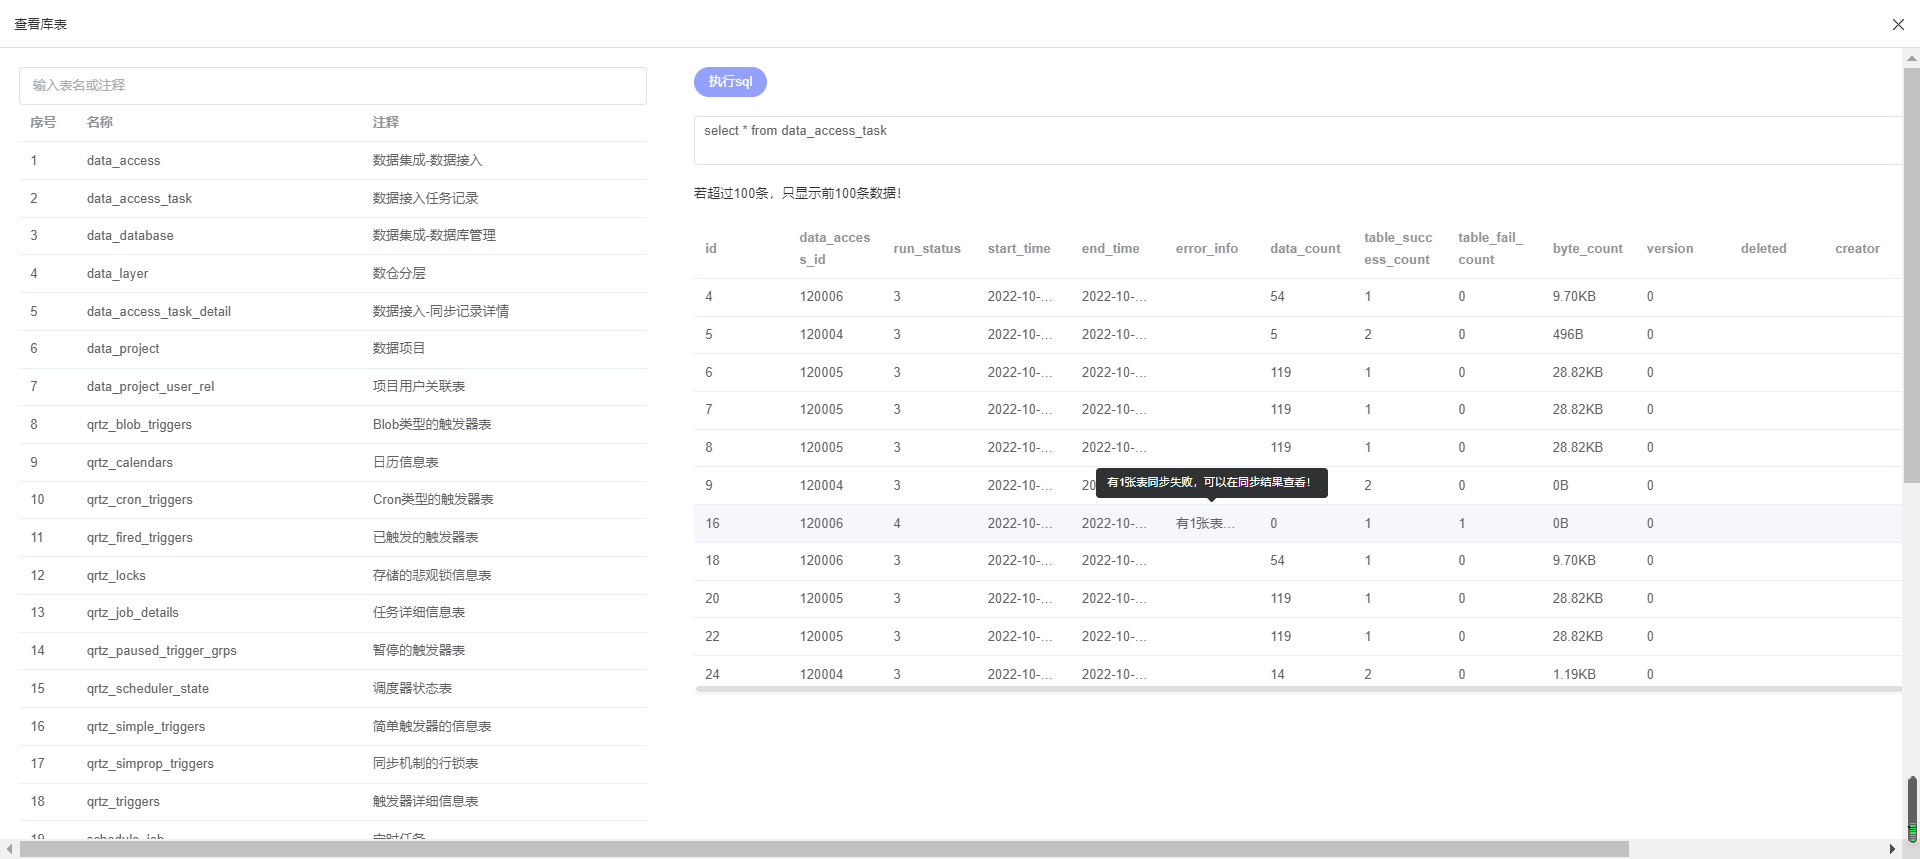 查看库表
输入表名或注释
序号 名称 注释
1 data_access 数据集成-数据接入
2 data_access_task 数据接入任务记录
3 data_database 数据集成-数据库管理
4 data_layer 数仓分层
5 data_access_task_detail 数据接入-同步记录详情
6 data_project 数据项目
7 data_project_user_rel 项目用户关联表
8 qrtz_blob_triggers Blob类型的触发器表
9 qrtz_calendars 日历信息表
10 qrtz_cron_triggers Cron类型的触发器表
11 qrtz_fired_triggers 已触发的触发器表
12 qrtz_locks 存储的悲观锁信息表
13 qrtz_job_details 任务详细信息表
14 qrtz_paused_trigger_grps 暂停的触发器表
15 qrtz_scheduler_state 调度器状态表
16 qrtz_simple_triggers 简单触发器的信息表
17 qrtz_simprop_triggers 同步机制的行锁表
18 qrtz_triggers 触发器详细信息表
19 schedule_job 定时任务
执行sql
select * from data_access_task
若超过100条，只显示前100条数据!
id data_access_id run_status start_time end_time error_info data_count table_success_count table_fail_count byte_count version deleted creator
4 120006 3 2022-10-... 2022-10-... 54 1 0 9.70KB 0
5 120004 3 2022-10-... 2022-10-... 5 2 0 496B 0
6 120005 3 2022-10-... 2022-10-... 119 1 0 28.82KB 0
7 120005 3 2022-10-... 2022-10-... 119 1 0 28.82KB 0
8 120005 3 2022-10-... 2022-10-... 119 1 0 28.82KB 0
有1张表同步失败，可以在同步结果查看!
9 120004 3 2022-10-... 20 2 0 0B 0
16 120006 4 2022-10-... 2022-10-... 有1张表... 0 1 1 0B 0
18 120006 3 2022-10-... 2022-10-... 54 1 0 9.70KB 0
20 120005 3 2022-10-... 2022-10-... 119 1 0 28.82KB 0
22 120005 3 2022-10-... 2022-10-... 119 1 0 28.82KB 0
24 120004 3 2022-10-... 2022-10-... 14 2 0 1.19KB 0